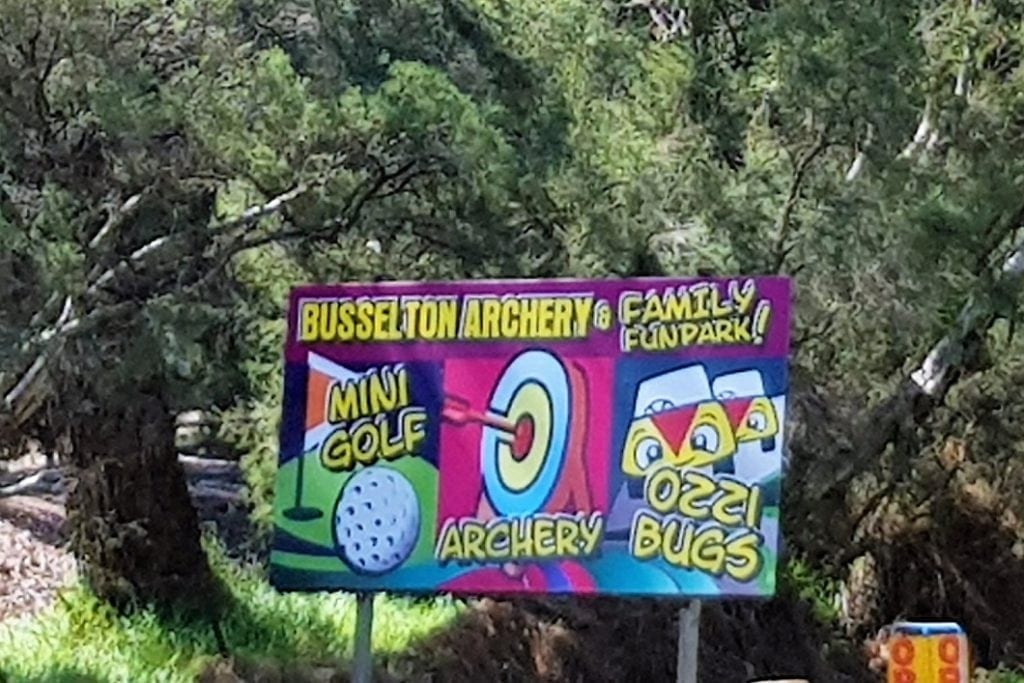 BUSSELTON ARCHERY & FAMILY
FUNPARK!
MINI
GOLF
ARCHERY
OZZI
BUGS